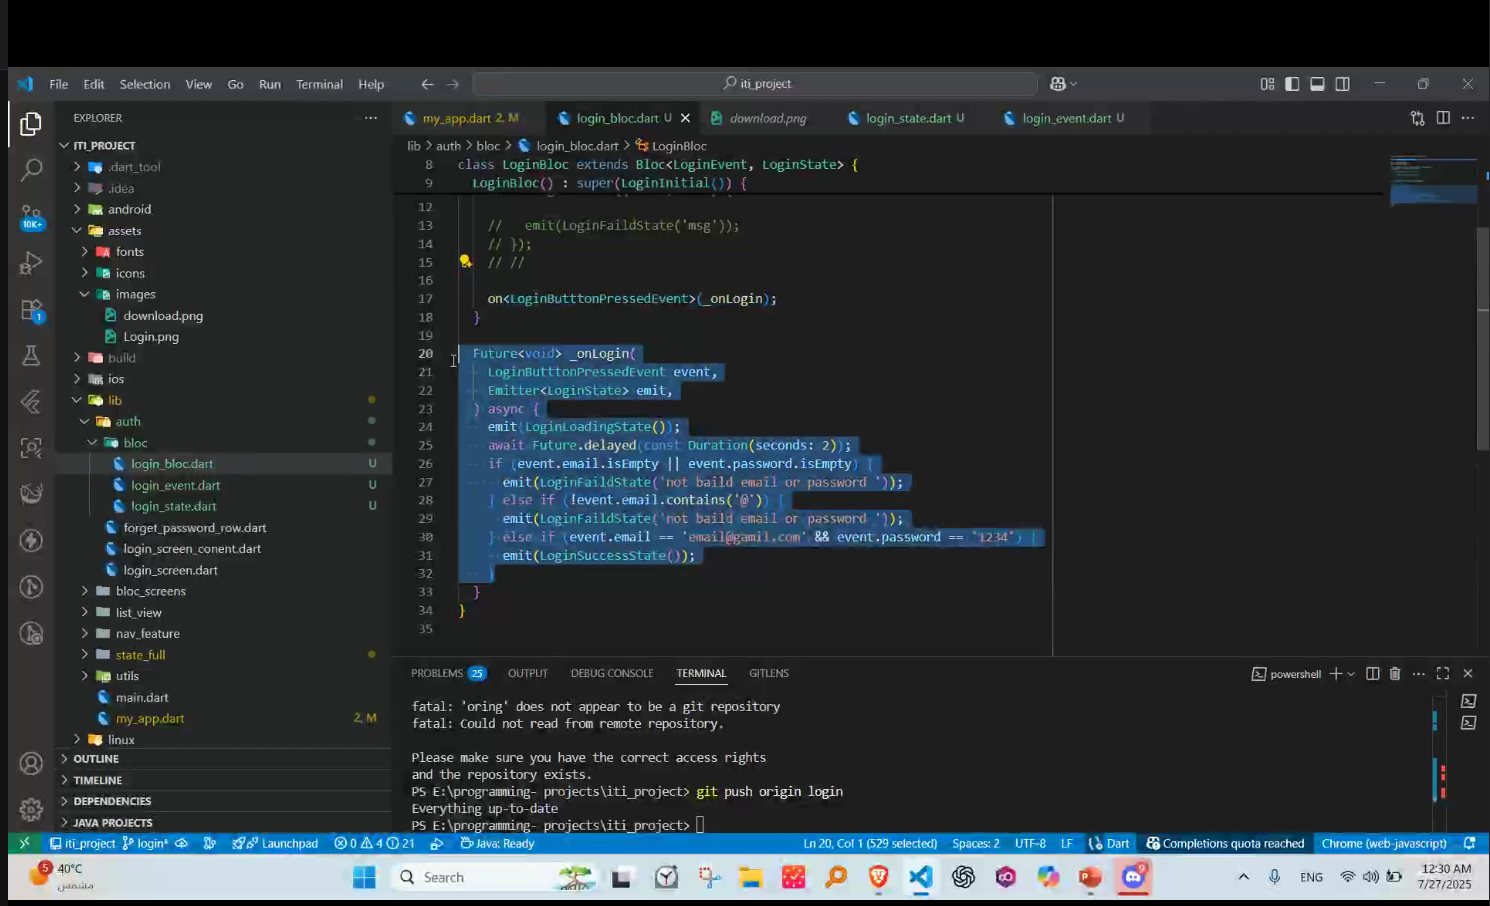 File Edit Selection View Go Run Terminal Help
iti_project
EXPLORER
ITI_PROJECT
.dart_tool
.idea
android
assets
fonts
icons
images
download.png
Login.png
build
ios
lib
auth
bloc
login_bloc.dart U
login_event.dart U
login_state.dart U
forget_password_row.dart
login_screen_conent.dart
login_screen.dart
bloc_screens
list_view
nav_feature
state_full
utils
main.dart
my_app.dart 2, M
linux
OUTLINE
TIMELINE
DEPENDENCIES
JAVA PROJECTS
10K+
1
my_app.dart 2, M
login_bloc.dart U
download.png
login_state.dart U
login_event.dart U
lib > auth > bloc > login_bloc.dart > LoginBloc
8 class LoginBloc extends Bloc<LoginEvent, LoginState> {
9 LoginBloc() : super(LoginInitial()) {
12
13 // emit(LoginFaildState('msg'));
14 // });
15 // //
16
17 on<LoginButttonPressedEvent>(_onLogin);
18 }
19
20 Future<void> _onLogin(
21 LoginButttonPressedEvent event,
22 Emitter<LoginState> emit,
23 ) async {
24 emit(LoginLoadingState());
25 await Future.delayed(const Duration(seconds: 2));
26 if (event.email.isEmpty || event.password.isEmpty) {
27 emit(LoginFaildState('not baild email or password '));
28 } else if (!event.email.contains('@')) {
29 emit(LoginFaildState('not baild email or password '));
30 } else if (event.email == 'email@gamil.com' && event.password == '1234') {
31 emit(LoginSuccessState());
32 }
33 }
34 }
35
PROBLEMS 25 OUTPUT DEBUG CONSOLE TERMINAL GITLENS
powershell
fatal: 'oring' does not appear to be a git repository
fatal: Could not read from remote repository.
Please make sure you have the correct access rights
and the repository exists.
PS E:\programming- projects\iti_project> git push origin login
Everything up-to-date
PS E:\programming- projects\iti_project>
iti_project login* Launchpad 0 4 21 Java: Ready
Ln 20, Col 1 (529 selected) Spaces: 2 UTF-8 LF Dart Completions quota reached Chrome (web-javascript)
5
40°C
مشمس
Search
9
ENG
12:30 AM
7/27/2025